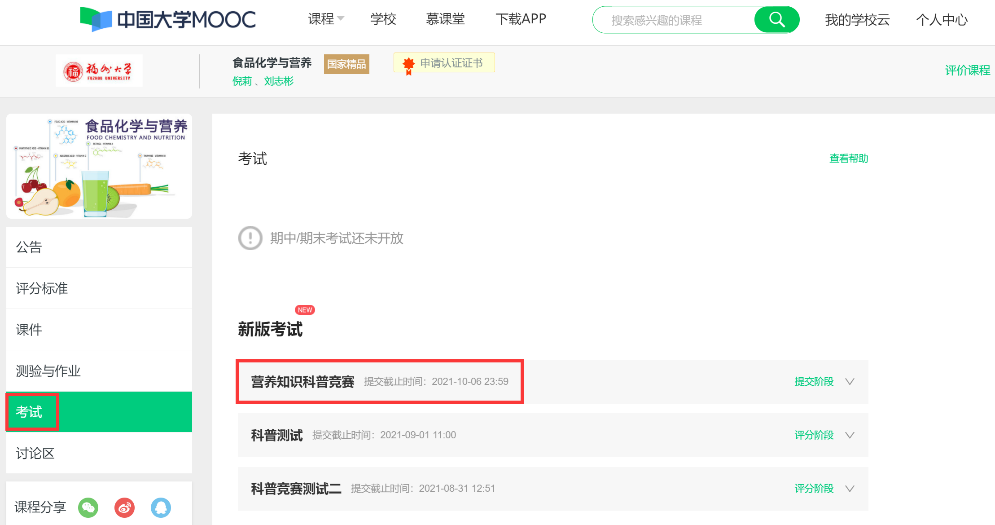 中国大学MOOC 课程 学校 慕课堂 下载APP 搜索感兴趣的课程 我的学校云 个人中心
福州大学 FUZHOU UNIVERSITY
食品化学与营养 国家精品 申请认证证书
倪莉 、刘志彬
评价课程
食品化学与营养
FOOD CHEMISTRY AND NUTRITION
公告
评分标准
课件
测验与作业
考试
讨论区
课程分享
考试 查看帮助
期中/期末考试还未开放
新版考试 NEW
营养知识科普竞赛 提交截止时间：2021-10-06 23:59 提交阶段
科普测试 提交截止时间：2021-09-01 11:00 评分阶段
科普竞赛测试二 提交截止时间：2021-08-31 12:51 评分阶段